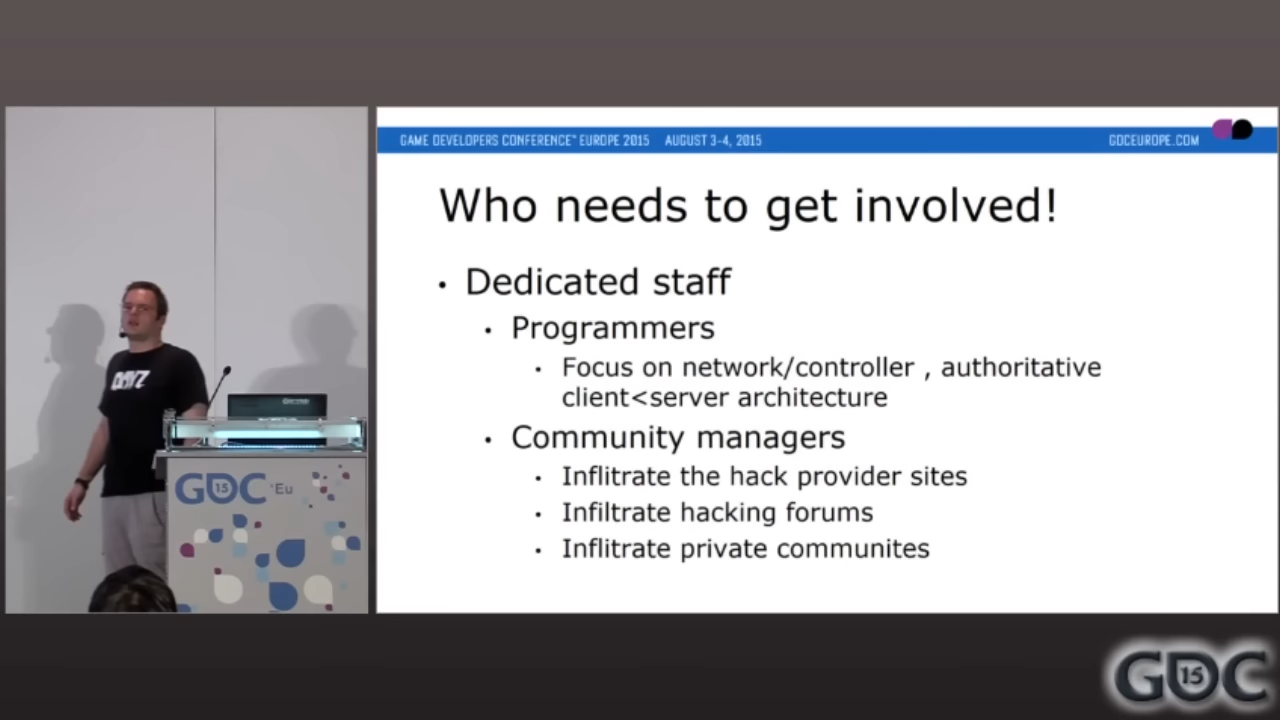 GAME DEVELOPERS CONFERENCE™ EUROPE 2015 AUGUST 3-4, 2015 GDCEUROPE.COM
Who needs to get involved!
• Dedicated staff
• Programmers
• Focus on network/controller , authoritative
client<server architecture
• Community managers
• Inflitrate the hack provider sites
• Infiltrate hacking forums
• Inflitrate private communites
DAYZ
GDC 15 Eu
GDC 15